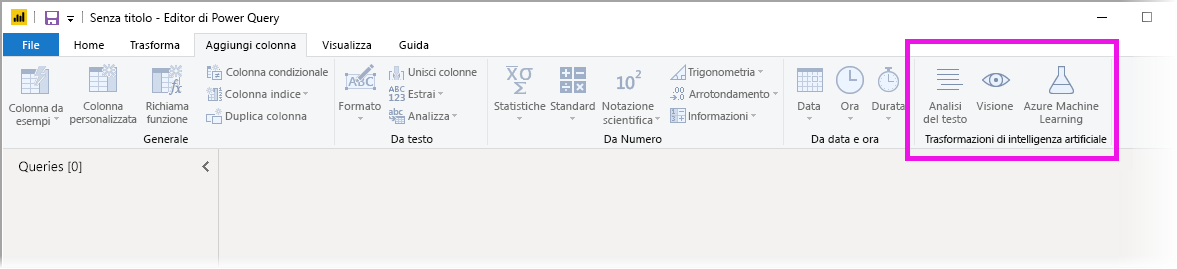 Senza titolo - Editor di Power Query
File Home Trasforma Aggiungi colonna Visualizza Guida
Colonna da
esempi
Colonna
personalizzata
Richiama
funzione
Colonna condizionale
Colonna indice
Duplica colonna
Generale
Formato
Unisci colonne
Estrai
Analizza
Da testo
Statistiche
Standard
Notazione
scientifica
Trigonometria
Arrotondamento
Informazioni
Da Numero
Data
Ora
Durata
Da data e ora
Analisi
del testo
Visione
Azure Machine
Learning
Trasformazioni di intelligenza artificiale
Queries [0]